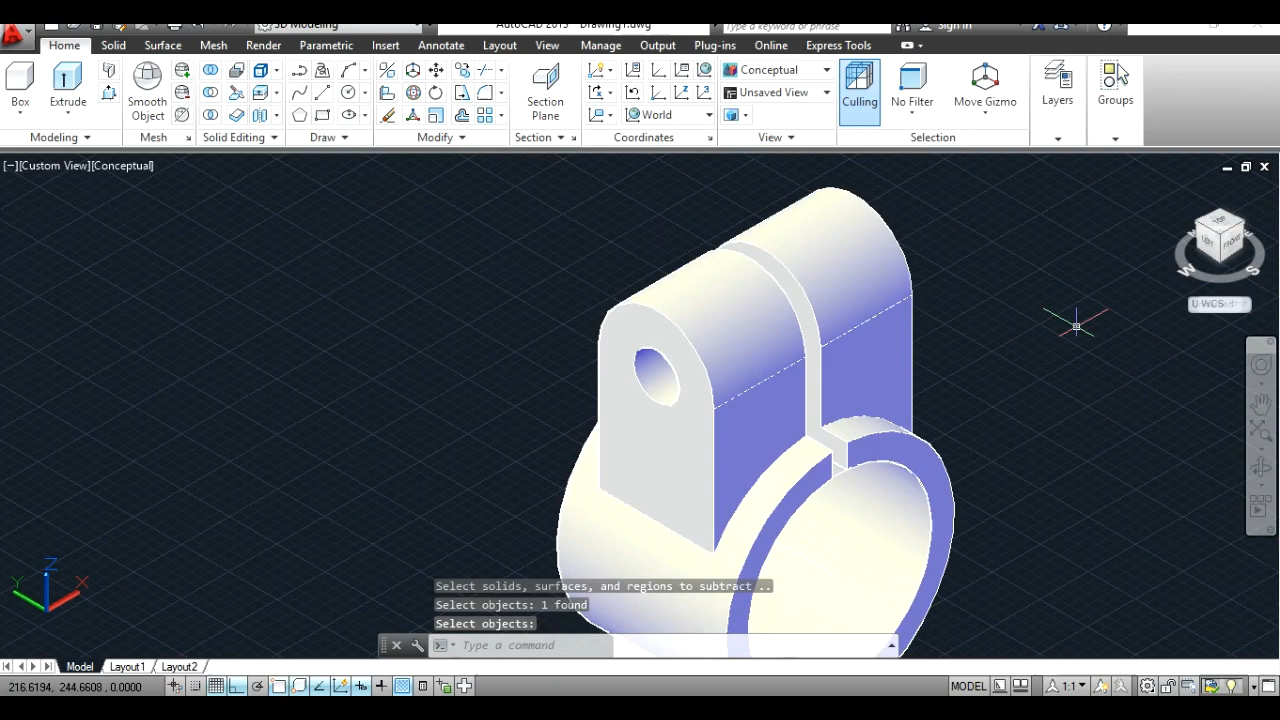 3D Modeling
AutoCAD 2013 Drawing1.dwg
Type a keyword or phrase
Sign In
Home Solid Surface Mesh Render Parametric Insert Annotate Layout View Manage Output Plug-ins Online Express Tools
Box
Extrude
Smooth Object
Section Plane
World
Conceptual
Unsaved View
Culling
No Filter
Move Gizmo
Layers
Groups
Modeling Mesh Solid Editing Draw Modify Section Coordinates View Selection
[−][Custom View][Conceptual]
TOP
LEFT
FRONT
W
S
Z
Y
X
Select solids, surfaces, and regions to subtract ..
Select objects: 1 found
Select objects:
Type a command
Model Layout1 Layout2
216.6194, 244.6608, 0.0000
MODEL
1:1